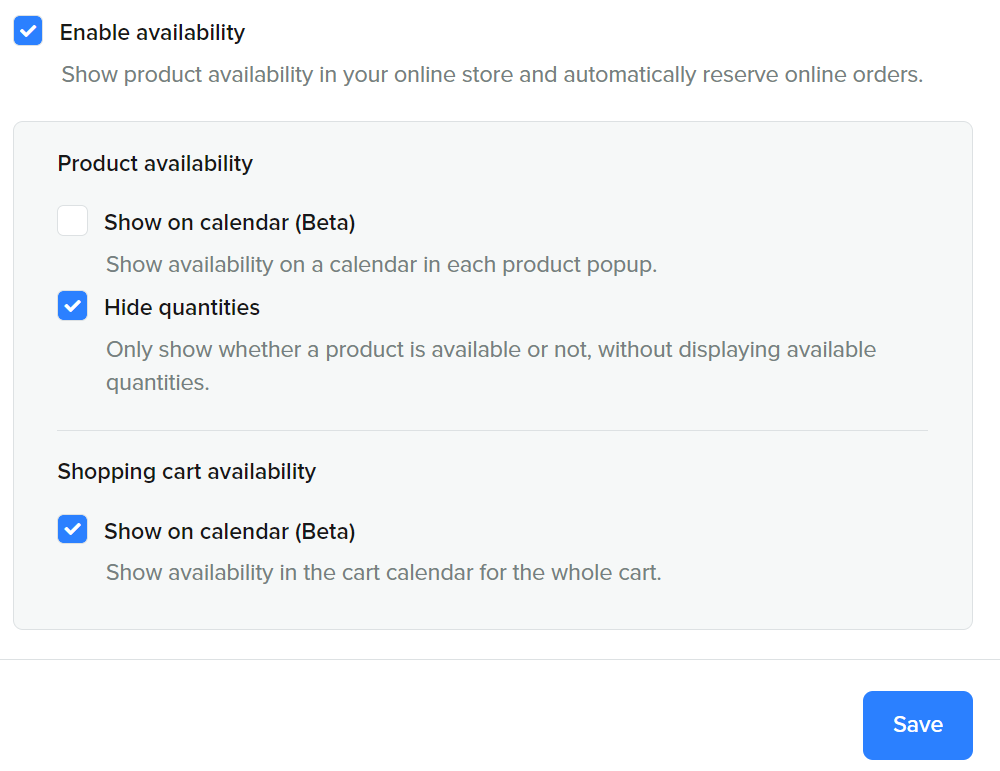 Enable availability
Show product availability in your online store and automatically reserve online orders.
Product availability
Show on calendar (Beta)
Show availability on a calendar in each product popup.
Hide quantities
Only show whether a product is available or not, without displaying available
quantities.
Shopping cart availability
Show on calendar (Beta)
Show availability in the cart calendar for the whole cart.
Save